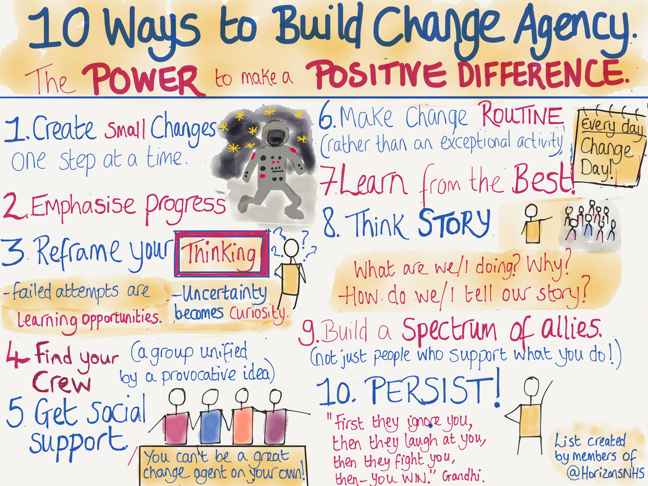 10 Ways to Build Change Agency.
The POWER to make a POSITIVE DIFFERENCE.
1. Create small Changes
one step at a time.
2. Emphasise progress
3. Reframe your Thinking
- failed attempts are
Learning opportunities.
- Uncertainty
becomes Curiosity.
4. Find your
Crew
(a group unified
by a provocative idea)
5. Get social
support.
You can't be a great
change agent on your own!
6. Make Change ROUTINE
(rather than an exceptional activity)
Every day
Change
Day!
7. Learn from the Best!
8. Think STORY
What are we/I doing? Why?
- How do we/I tell our story?
9. Build a Spectrum of allies.
(not just people who support what you do!)
10. PERSIST!
"First they ignore you,
then they laugh at you,
then they fight you,
then - you WIN." Grandhi.
List created
by members of
@HorizonsNHS